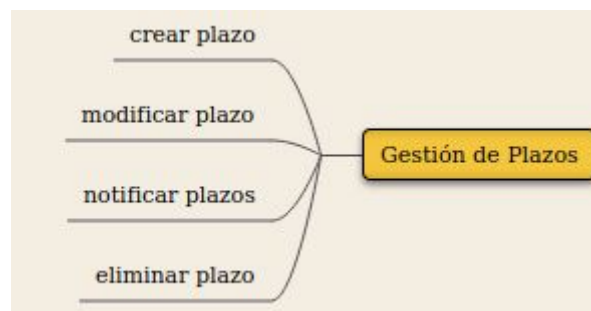 crear plazo
modificar plazo
Gestión de Plazos
notificar plazos
eliminar plazo